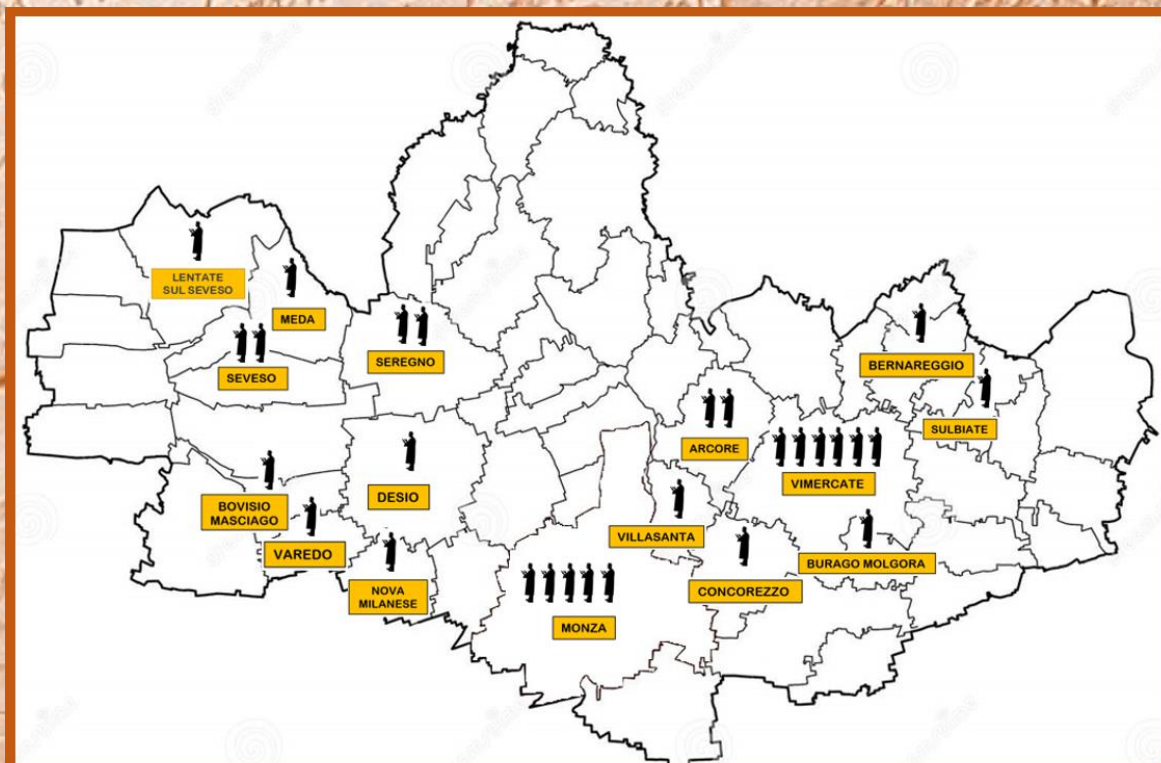 LENTATE
SUL SEVESO
MEDA
SEVESO
SEREGNO
BERNAREGGIO
SULBIATE
ARCORE
VIMERCATE
DESIO
BOVISIO
MASCIAGO
VAREDO
VILLASANTA
BURAGO MOLGORA
NOVA
MILANESE
CONCOREZZO
MONZA